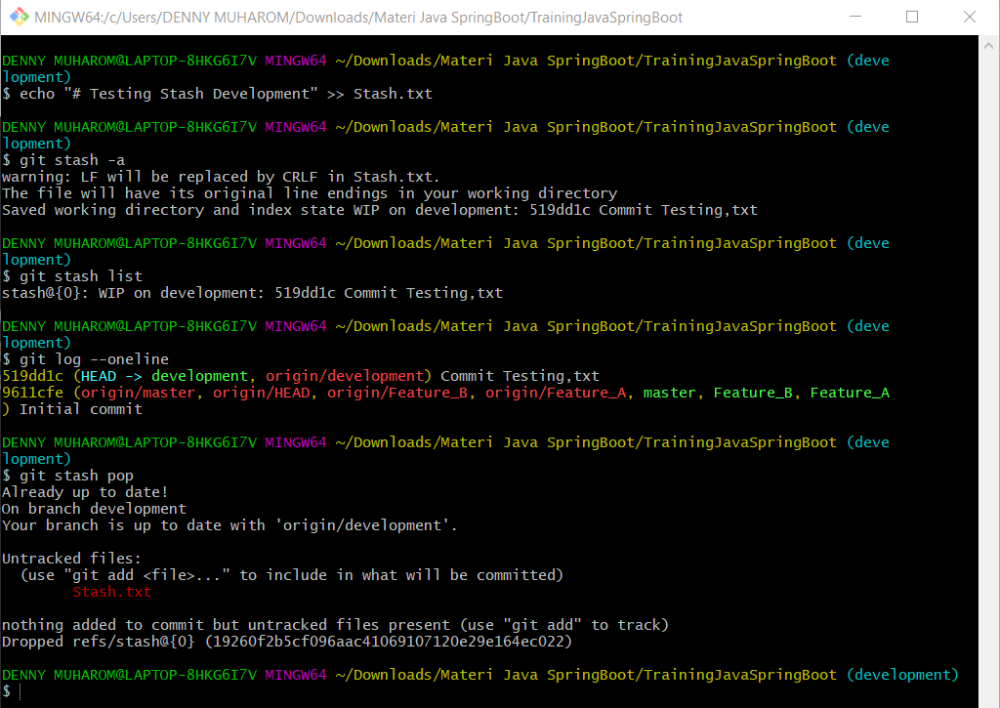 MINGW64:/c/Users/DENNY MUHAROM/Downloads/Materi Java SpringBoot/TrainingJavaSpringBoot
DENNY MUHAROM@LAPTOP-8HKG6I7V MINGW64 ~/Downloads/Materi Java SpringBoot/TrainingJavaSpringBoot (deve
lopment)
$ echo "# Testing Stash Development" >> Stash.txt
DENNY MUHAROM@LAPTOP-8HKG6I7V MINGW64 ~/Downloads/Materi Java SpringBoot/TrainingJavaSpringBoot (deve
lopment)
$ git stash -a
warning: LF will be replaced by CRLF in Stash.txt.
The file will have its original line endings in your working directory
Saved working directory and index state WIP on development: 519dd1c Commit Testing,txt
DENNY MUHAROM@LAPTOP-8HKG6I7V MINGW64 ~/Downloads/Materi Java SpringBoot/TrainingJavaSpringBoot (deve
lopment)
$ git stash list
stash@{0}: WIP on development: 519dd1c Commit Testing,txt
DENNY MUHAROM@LAPTOP-8HKG6I7V MINGW64 ~/Downloads/Materi Java SpringBoot/TrainingJavaSpringBoot (deve
lopment)
$ git log --oneline
519dd1c (HEAD -> development, origin/development) Commit Testing,txt
9611cfe (origin/master, origin/HEAD, origin/Feature_B, origin/Feature_A, master, Feature_B, Feature_A
) Initial commit
DENNY MUHAROM@LAPTOP-8HKG6I7V MINGW64 ~/Downloads/Materi Java SpringBoot/TrainingJavaSpringBoot (deve
lopment)
$ git stash pop
Already up to date!
On branch development
Your branch is up to date with 'origin/development'.
Untracked files:
(use "git add <file>..." to include in what will be committed)
Stash.txt
nothing added to commit but untracked files present (use "git add" to track)
Dropped refs/stash@{0} (19260f2b5cf096aac41069107120e29e164ec022)
DENNY MUHAROM@LAPTOP-8HKG6I7V MINGW64 ~/Downloads/Materi Java SpringBoot/TrainingJavaSpringBoot (development)
$